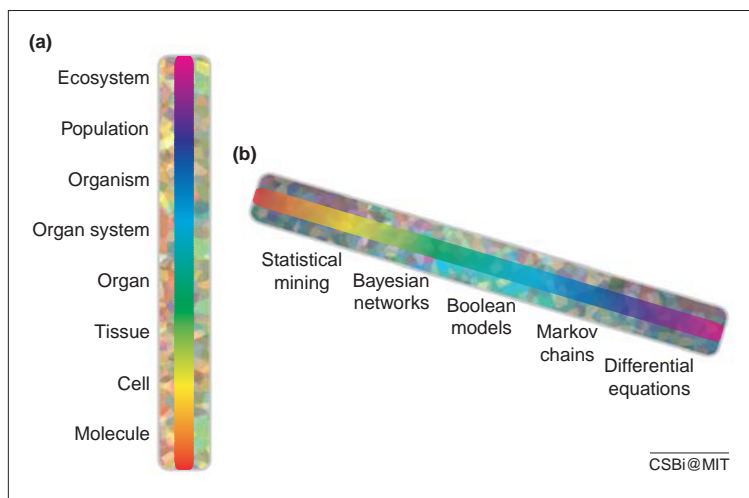 (a)
Ecosystem
Population
Organism
Organ system
Organ
Tissue
Cell
Molecule
(b)
Statistical
mining
Bayesian
networks
Boolean
models
Markov
chains
Differential
equations
CSBi@MIT